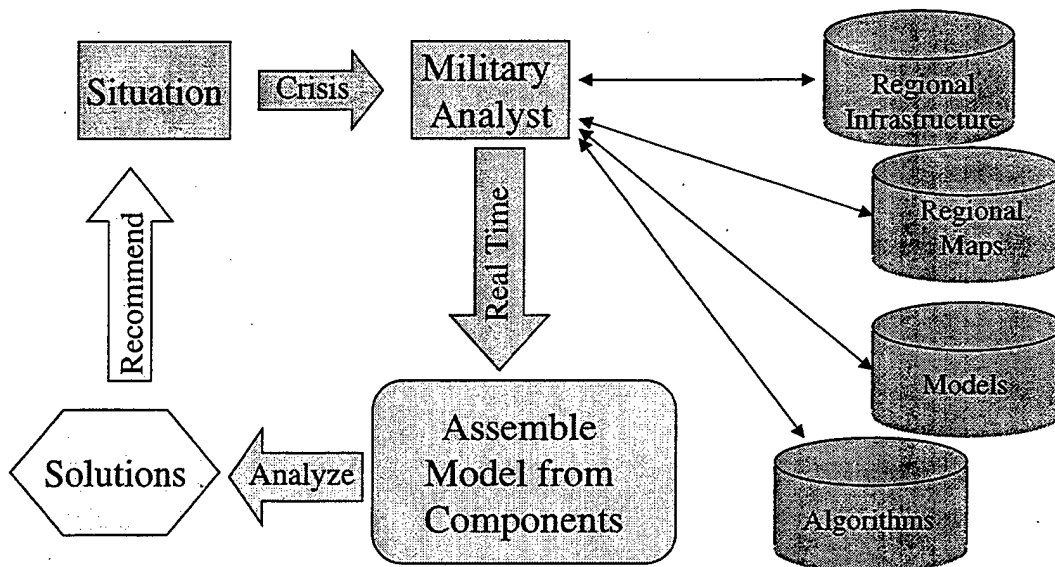 Situation
Crisis
Military
Analyst
Regional
Infrastructure
Regional
Maps
Real Time
Recommend
Models
Assemble
Model from
Components
Analyze
Solutions
Algorithms